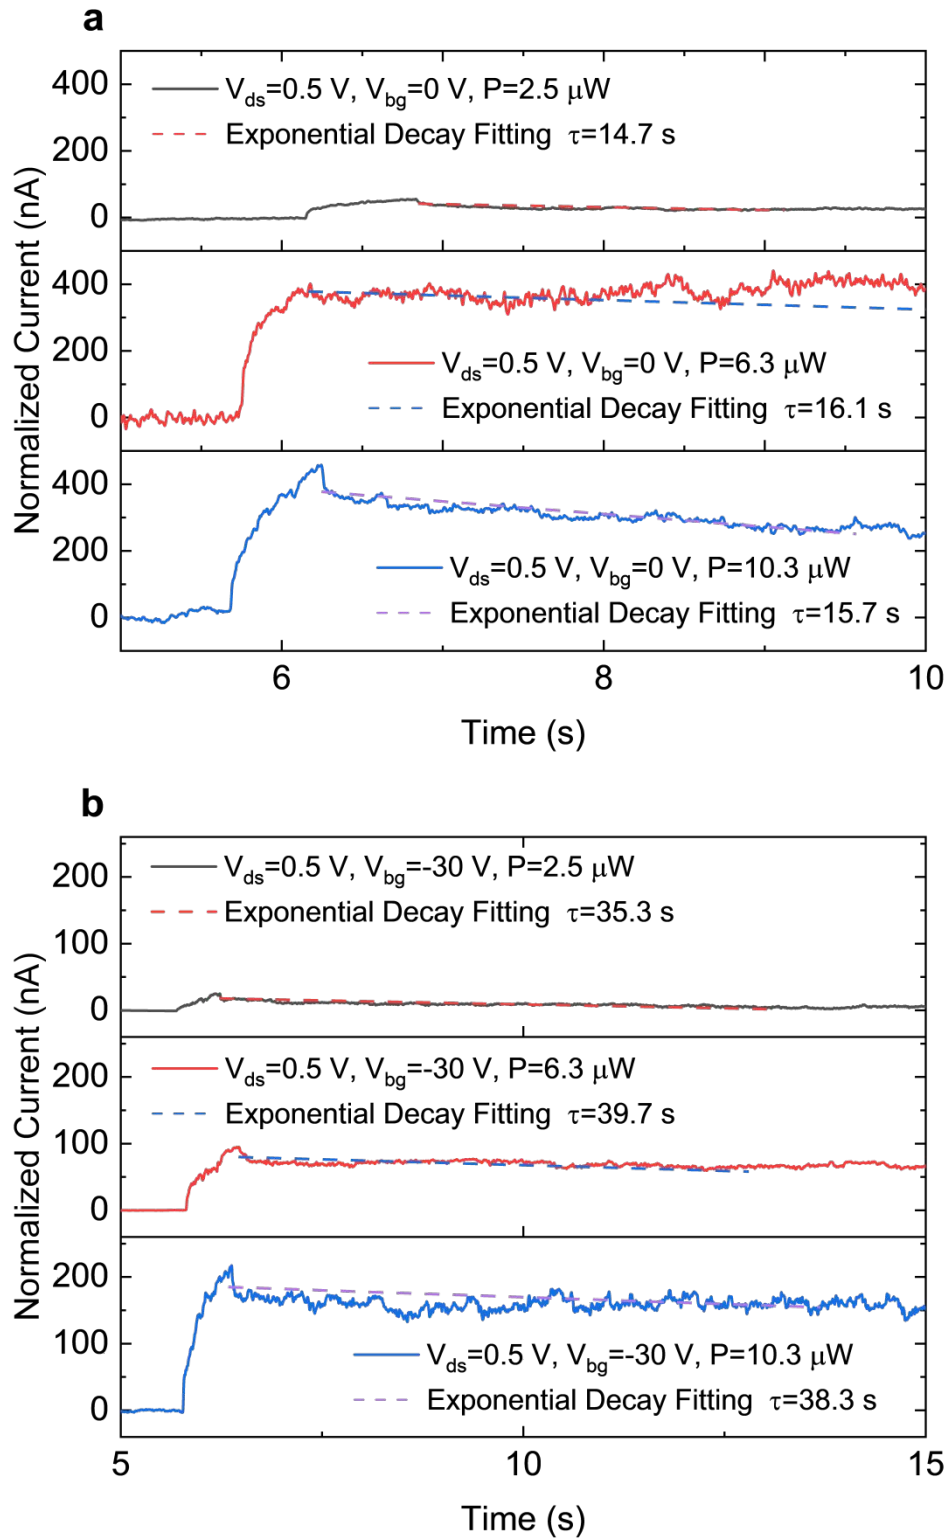 a
Normalized Current (nA)
400
200
0
V_ds=0.5 V, V_bg=0 V, P=2.5 μW
Exponential Decay Fitting τ=14.7 s
400
200
0
V_ds=0.5 V, V_bg=0 V, P=6.3 μW
Exponential Decay Fitting τ=16.1 s
400
200
0
V_ds=0.5 V, V_bg=0 V, P=10.3 μW
Exponential Decay Fitting τ=15.7 s
6 8 10
Time (s)
b
Normalized Current (nA)
200
100
0
V_ds=0.5 V, V_bg=-30 V, P=2.5 μW
Exponential Decay Fitting τ=35.3 s
200
100
0
V_ds=0.5 V, V_bg=-30 V, P=6.3 μW
Exponential Decay Fitting τ=39.7 s
200
100
0
V_ds=0.5 V, V_bg=-30 V, P=10.3 μW
Exponential Decay Fitting τ=38.3 s
5 10 15
Time (s)